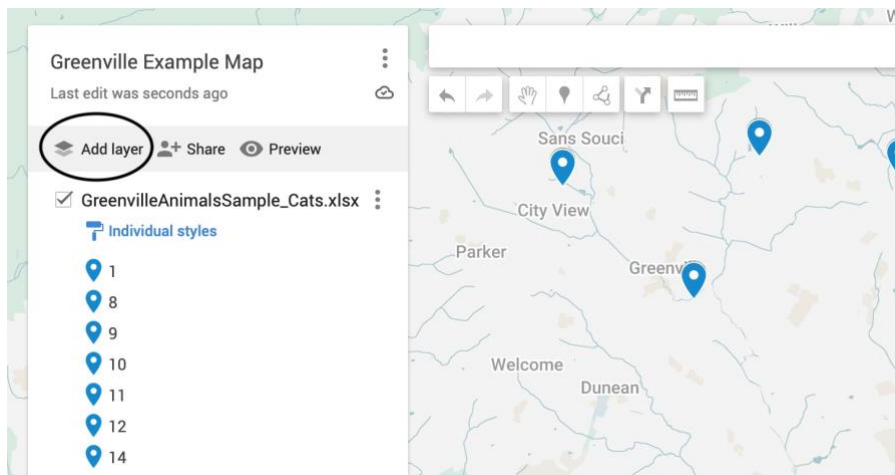 Greenville Example Map
Last edit was seconds ago
Add layer Share Preview
GreenvilleAnimalsSample_Cats.xlsx
Individual styles
1
8
9
10
11
12
14
Sans Souci
City View
Parker
Welcome
Dunean